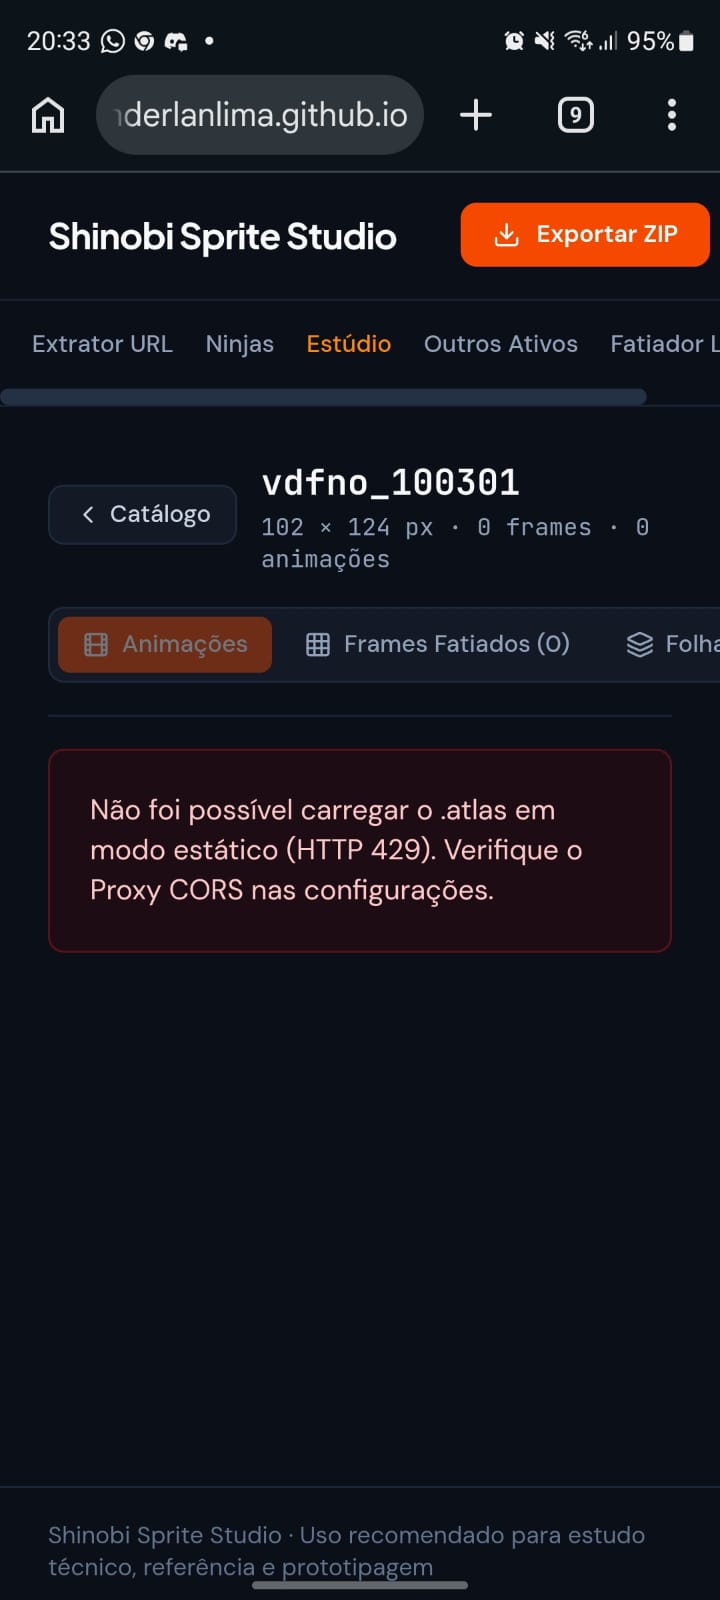 20:33
95%
nderlanlima.github.io
9
Shinobi Sprite Studio
Exportar ZIP
Extrator URL Ninjas Estúdio Outros Ativos Fatiador L
Catálogo
vdfno_100301
102 × 124 px · 0 frames · 0
animações
Animações
Frames Fatiados (0)
Folha
Não foi possível carregar o .atlas em
modo estático (HTTP 429). Verifique o
Proxy CORS nas configurações.
Shinobi Sprite Studio · Uso recomendado para estudo
técnico, referência e prototipagem